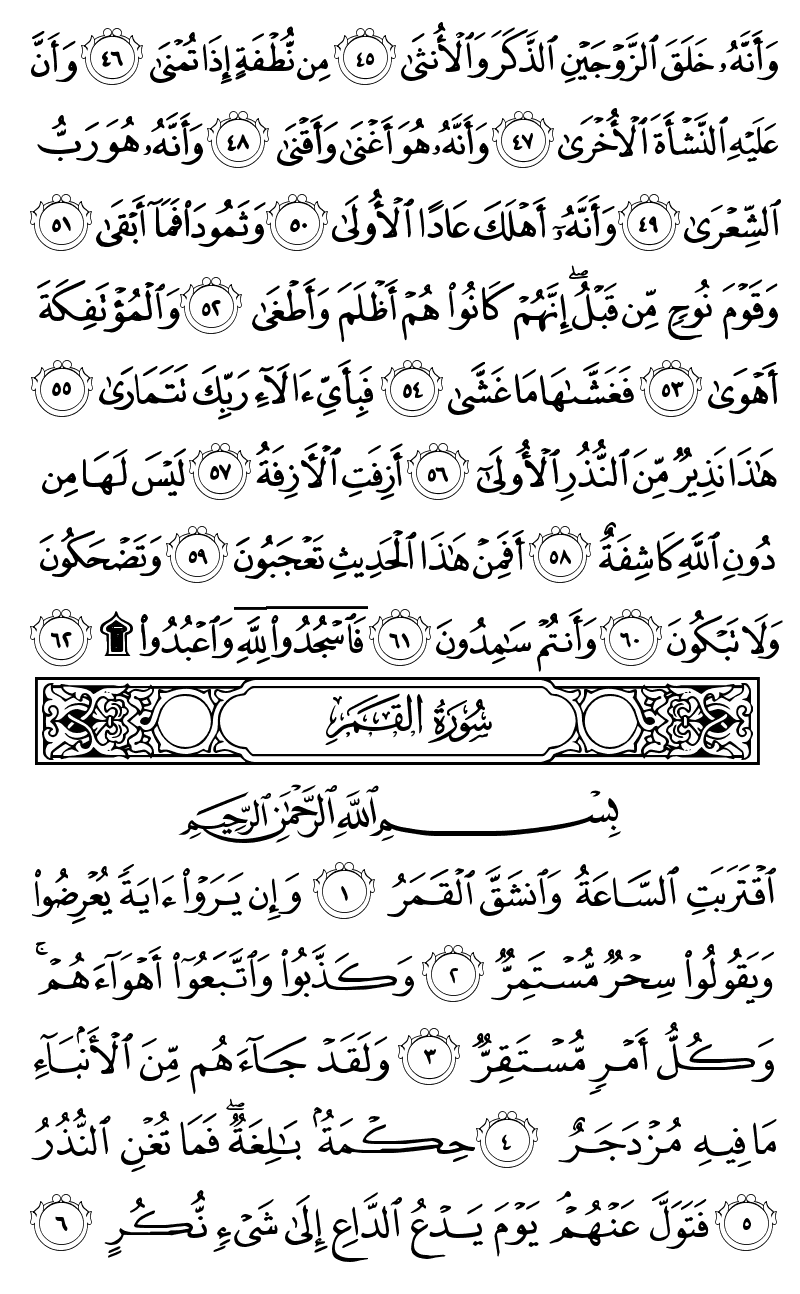 وَأَنَّهُۥ خَلَقَ ٱلزَّوْجَيْنِ ٱلذَّكَرَ وَٱلْأُنثَىٰ ٤٥ مِن نُّطْفَةٍ إِذَا تُمْنَىٰ ٤٦ وَأَنَّ
عَلَيْهِ ٱلنَّشْأَةَ ٱلْأُخْرَىٰ ٤٧ وَأَنَّهُۥ هُوَ أَغْنَىٰ وَأَقْنَىٰ ٤٨ وَأَنَّهُۥ هُوَ رَبُّ
ٱلشِّعْرَىٰ ٤٩ وَأَنَّهُۥٓ أَهْلَكَ عَادًا ٱلْأُولَىٰ ٥٠ وَثَمُودَا۟ فَمَآ أَبْقَىٰ ٥١
وَقَوْمَ نُوحٍ مِّن قَبْلُ ۖ إِنَّهُمْ كَانُوا۟ هُمْ أَظْلَمَ وَأَطْغَىٰ ٥٢ وَٱلْمُؤْتَفِكَةَ
أَهْوَىٰ ٥٣ فَغَشَّىٰهَا مَا غَشَّىٰ ٥٤ فَبِأَىِّ ءَالَآءِ رَبِّكَ تَتَمَارَىٰ ٥٥
هَٰذَا نَذِيرٌ مِّنَ ٱلنُّذُرِ ٱلْأُولَىٰٓ ٥٦ أَزِفَتِ ٱلْءَازِفَةُ ٥٧ لَيْسَ لَهَا مِن
دُونِ ٱللَّهِ كَاشِفَةٌ ٥٨ أَفَمِنْ هَٰذَا ٱلْحَدِيثِ تَعْجَبُونَ ٥٩ وَتَضْحَكُونَ
وَلَا تَبْكُونَ ٦٠ وَأَنتُمْ سَٰمِدُونَ ٦١ فَٱسْجُدُوا۟ لِلَّهِ وَٱعْبُدُوا۟ ۩ ٦٢
سُورَةُ القَمَرِ
بِسْمِ ٱللَّهِ ٱلرَّحْمَٰنِ ٱلرَّحِيمِ
ٱقْتَرَبَتِ ٱلسَّاعَةُ وَٱنشَقَّ ٱلْقَمَرُ ١ وَإِن يَرَوْا۟ ءَايَةً يُعْرِضُوا۟
وَيَقُولُوا۟ سِحْرٌ مُّسْتَمِرٌّ ٢ وَكَذَّبُوا۟ وَٱتَّبَعُوٓا۟ أَهْوَآءَهُمْ ۚ
وَكُلُّ أَمْرٍ مُّسْتَقِرٌّ ٣ وَلَقَدْ جَآءَهُم مِّنَ ٱلْأَنۢبَآءِ
مَا فِيهِ مُزْدَجَرٌ ٤ حِكْمَةٌۢ بَٰلِغَةٌ ۖ فَمَا تُغْنِ ٱلنُّذُرُ
٥ فَتَوَلَّ عَنْهُمْ ۘ يَوْمَ يَدْعُ ٱلدَّاعِ إِلَىٰ شَىْءٍ نُّكُرٍ ٦